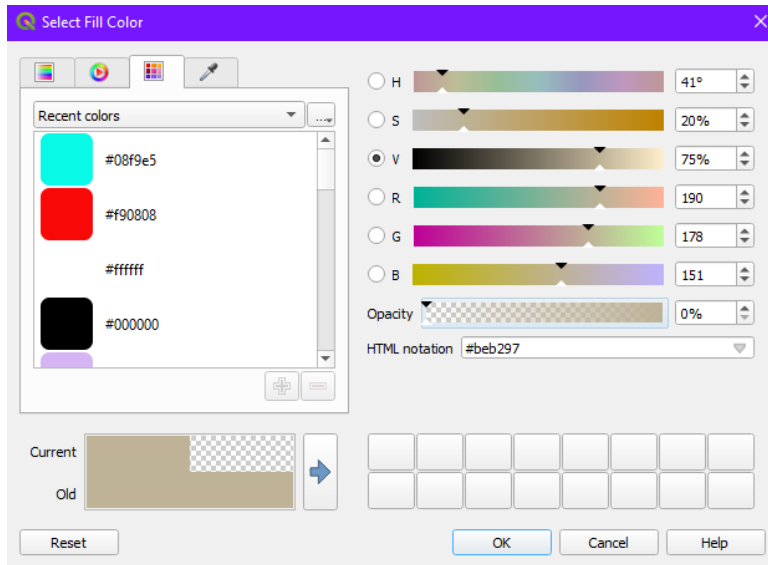 Select Fill Color
Recent colors
...
#08f9e5
#f90808
#ffffff
#000000
H 41°
S 20%
V 75%
R 190
G 178
B 151
Opacity 0%
HTML notation #beb297
Current
Old
Reset
OK Cancel Help